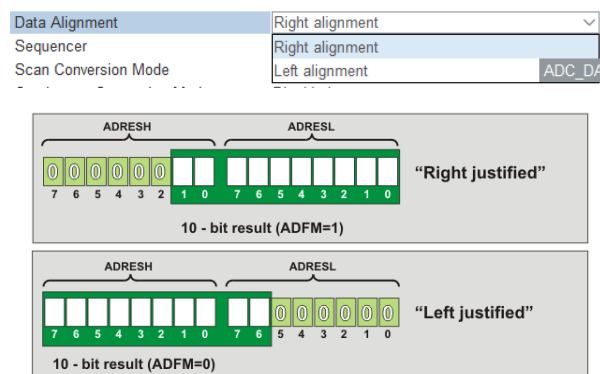 Data Alignment Right alignment
Sequencer Right alignment
Scan Conversion Mode Left alignment ADC_DA
ADRESH ADRESL
0 0 0 0 0 0
7 6 5 4 3 2 1 0 7 6 5 4 3 2 1 0
“Right justified”
10 - bit result (ADFM=1)
ADRESH ADRESL
0 0 0 0 0 0
7 6 5 4 3 2 1 0 7 6 5 4 3 2 1 0
“Left justified”
10 - bit result (ADFM=0)